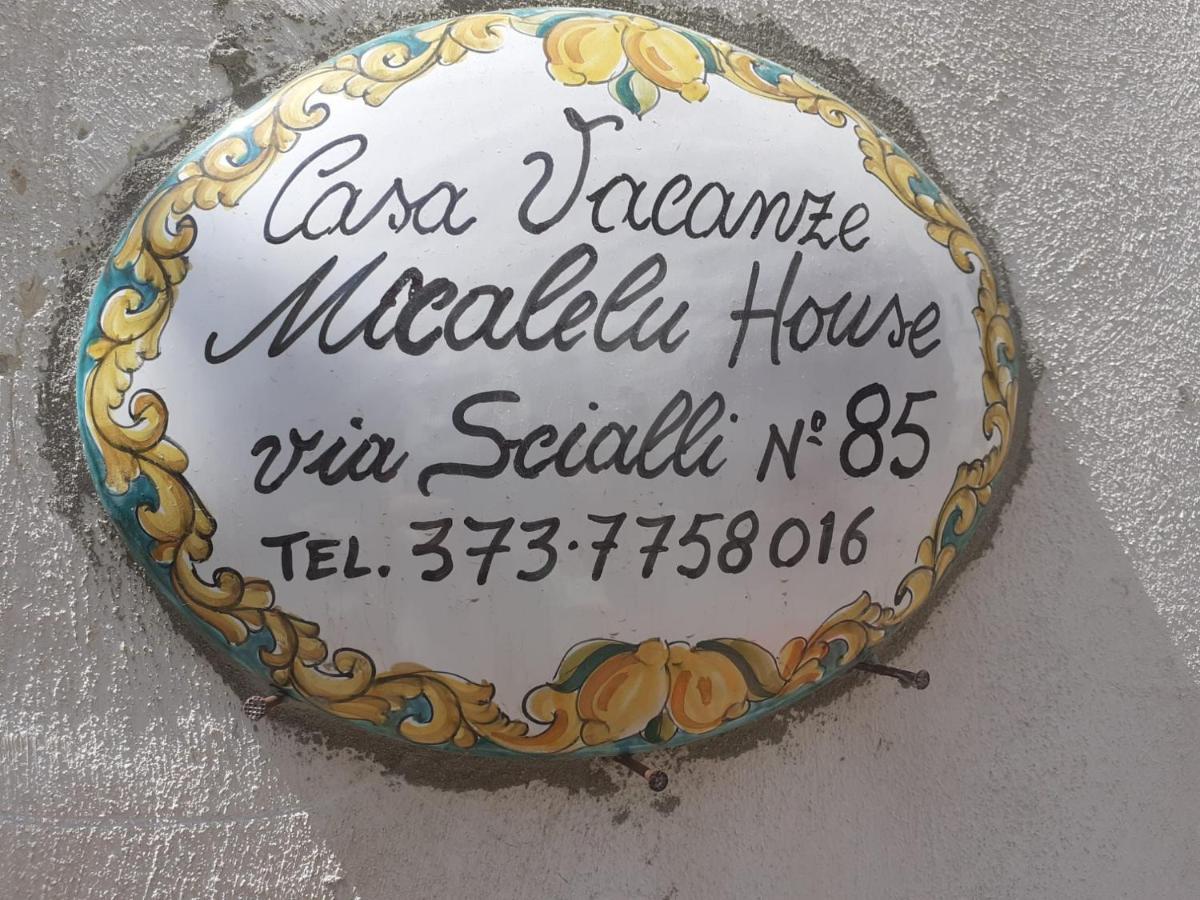 Casa Vacanze
Micalelu House
via Scialli N° 85
TEL. 373.7758016